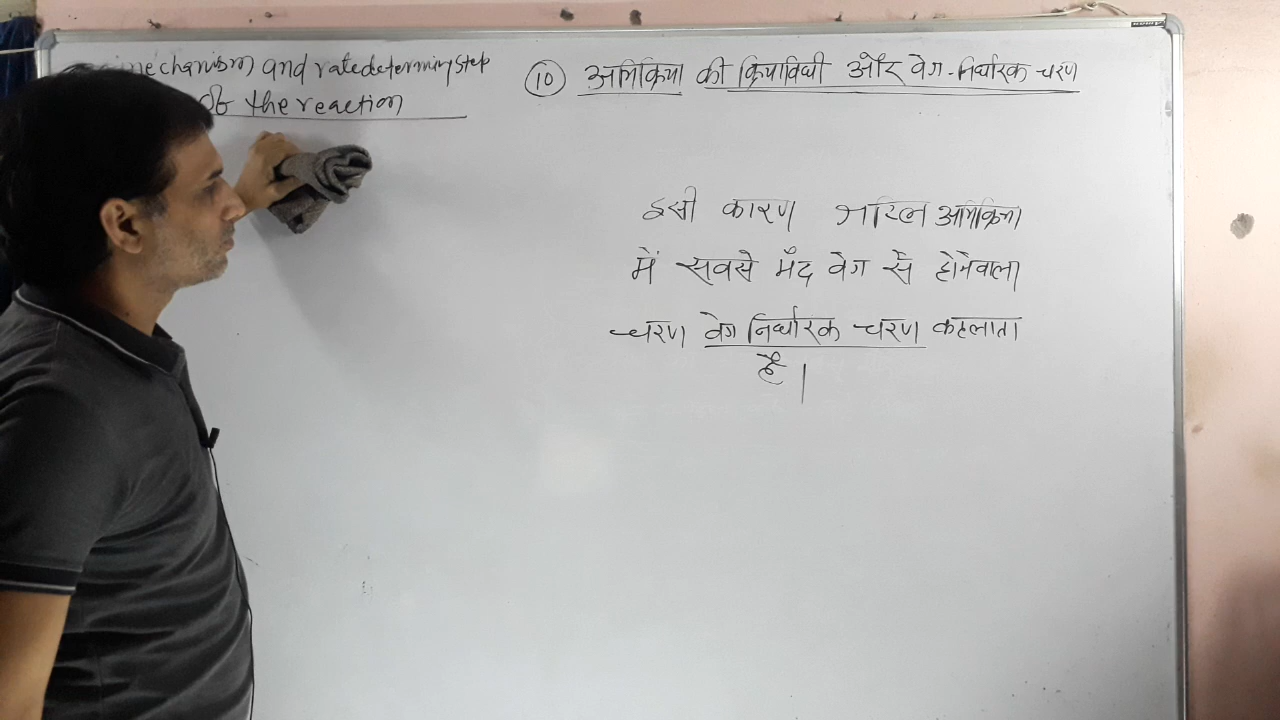 mechanism and rate determining step
of the reaction
10 अभिक्रिया की क्रियाविधी और वेग-निर्धारक चरण
इसी कारण जटिल अभिक्रिया
में सबसे मंद वेग से होनेवाला
चरण वेग निर्धारक चरण कहलाता
है।